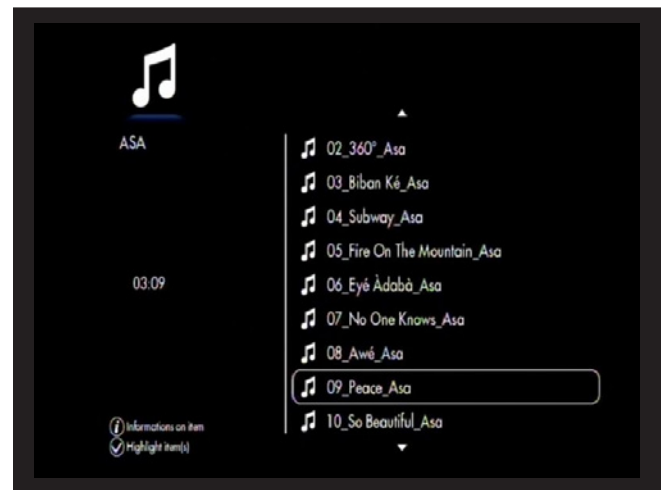 ASA
03:09
02_360°_Asa
03_Biban Ké_Asa
04_Subway_Asa
05_Fire On The Mountain_Asa
06_Eyé Àdabà_Asa
07_No One Knows_Asa
08_Awé_Asa
09_Peace_Asa
10_So Beautiful_Asa
Informations on item
Highlight item(s)